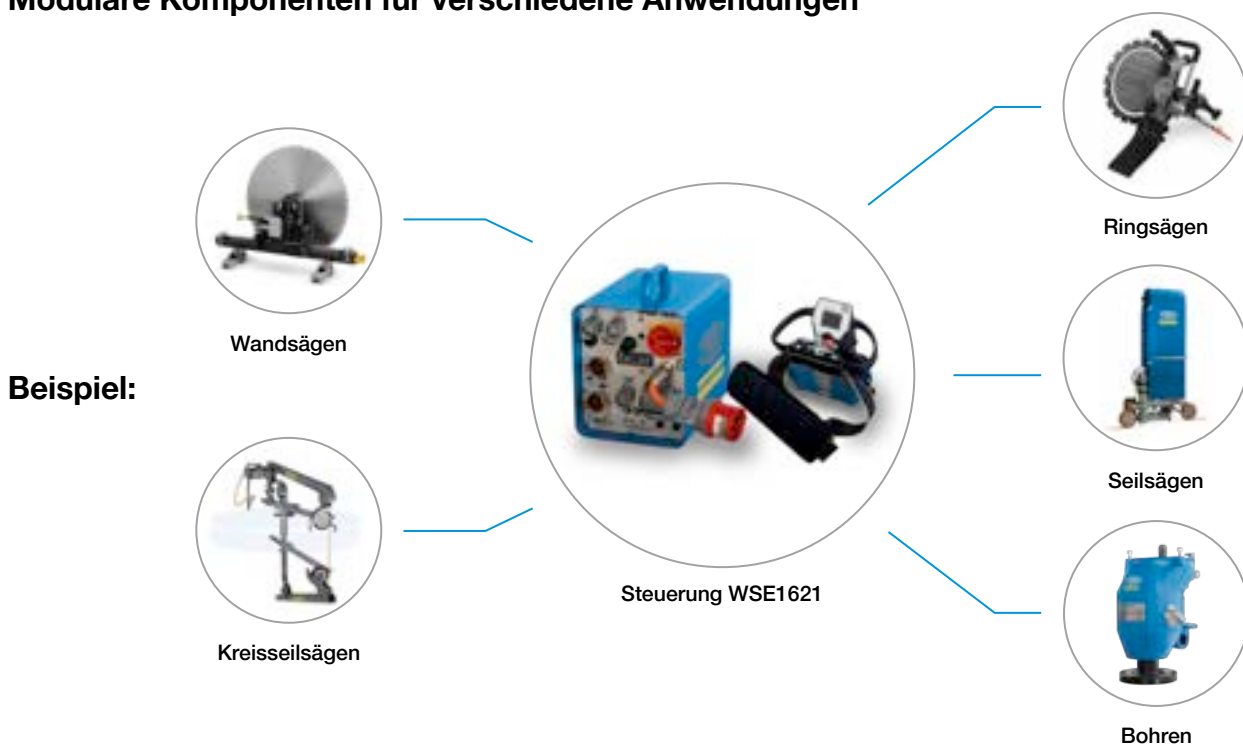 Modulare Komponenten für verschiedene Anwendungen
Ringsägen
Wandsägen
Beispiel:
Seilsägen
Steuerung WSE1621
Kreisseilsägen
Bohren